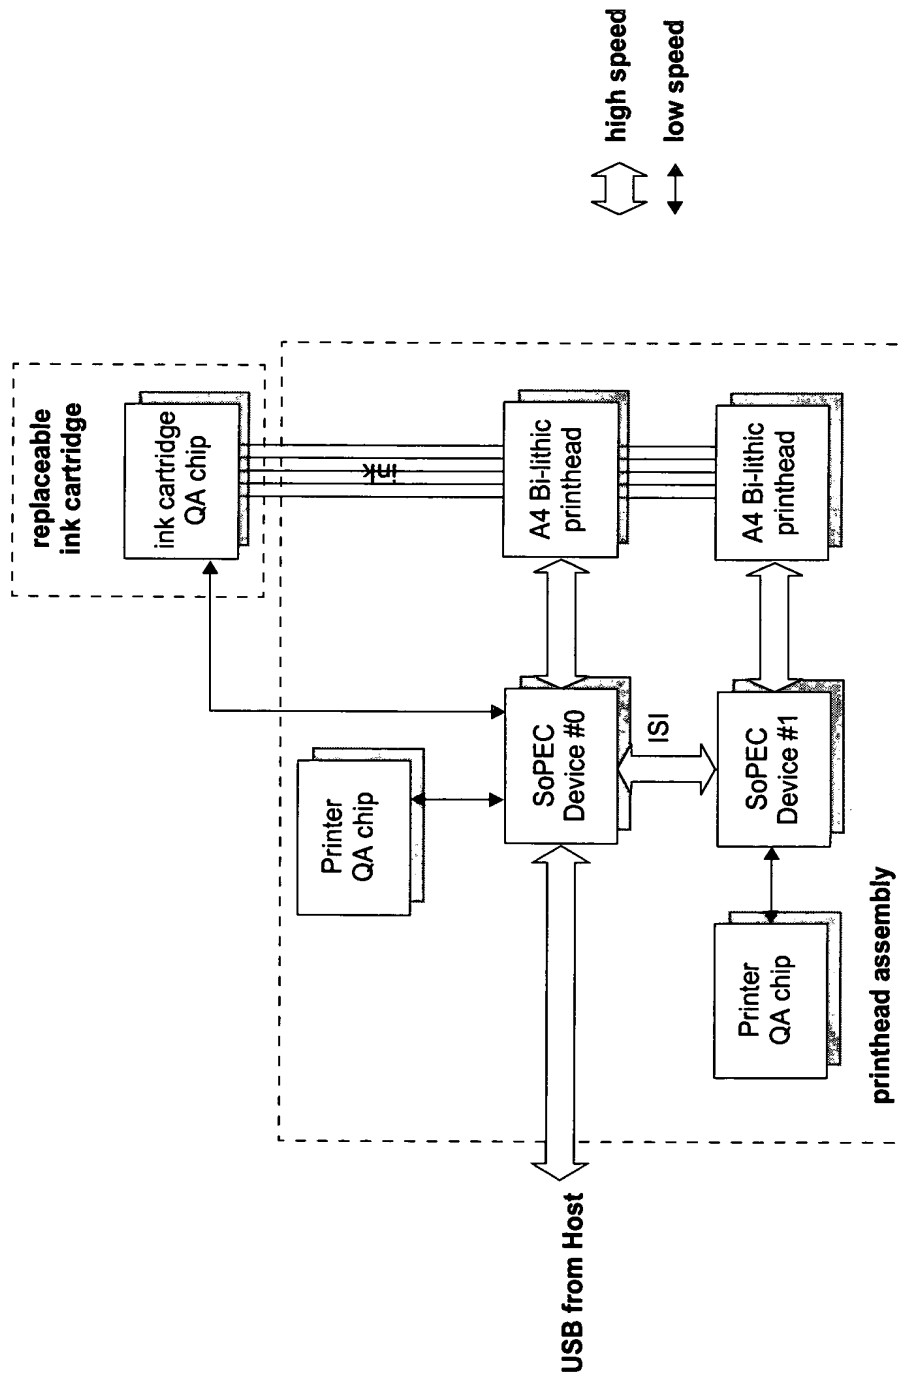 replaceable
ink cartridge
ink cartridge
QA chip
Printer
QA chip
ink
USB from Host
SoPEC
Device #0
A4 Bi-lithic
printhead
high speed
low speed
ISI
Printer
QA chip
SoPEC
Device #1
A4 Bi-lithic
printhead
printhead assembly